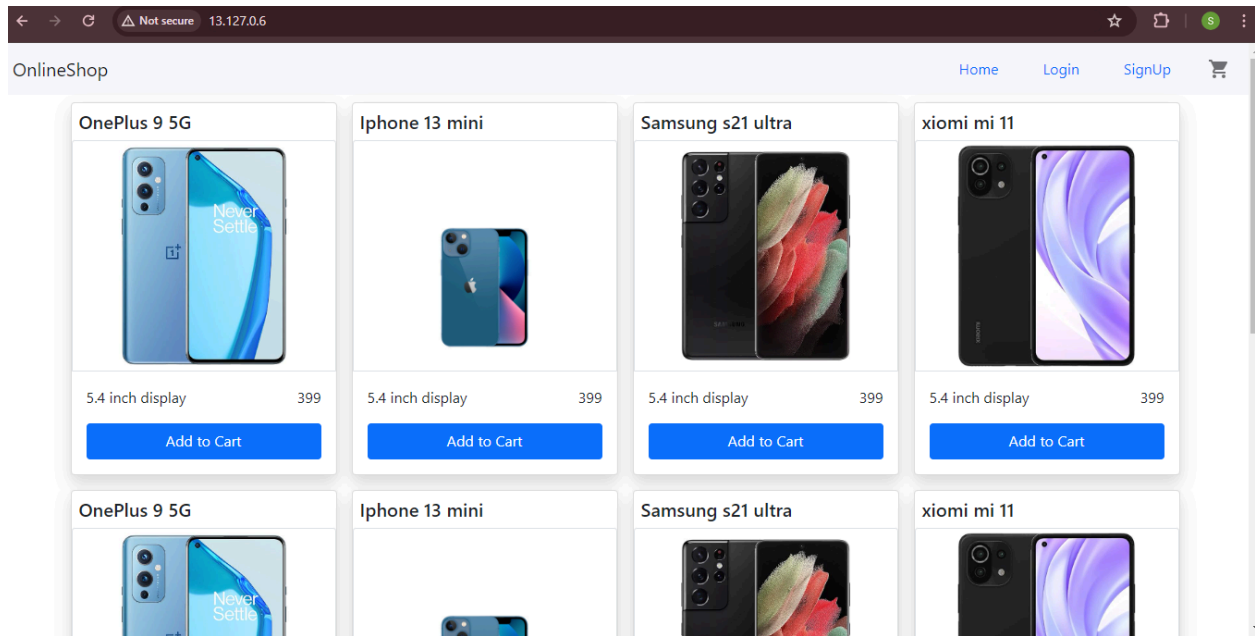 Not secure 13.127.0.6 S
OnlineShop Home Login SignUp
OnePlus 9 5G Iphone 13 mini Samsung s21 ultra xiomi mi 11
Never
Settle
SAMSUNG
XIAOMI
5.4 inch display 399 5.4 inch display 399 5.4 inch display 399 5.4 inch display 399
Add to Cart Add to Cart Add to Cart Add to Cart
OnePlus 9 5G Iphone 13 mini Samsung s21 ultra xiomi mi 11
Never
Settle